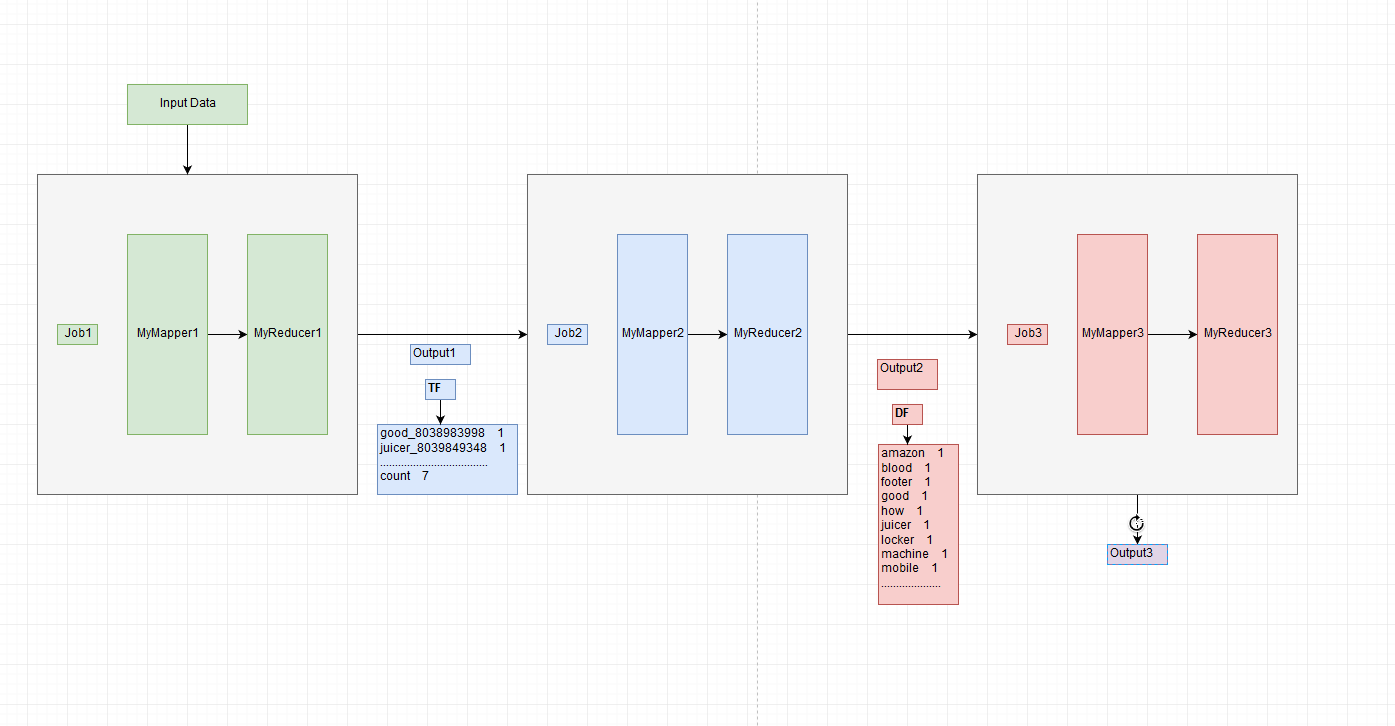 Input Data
Job1
MyMapper1
MyReducer1
Output1
TF
good_8038983998 1
juicer_8039849348 1
....................................
count 7
Job2
MyMapper2
MyReducer2
Output2
DF
amazon 1
blood 1
footer 1
good 1
how 1
juicer 1
locker 1
machine 1
mobile 1
....................
Job3
MyMapper3
MyReducer3
Output3